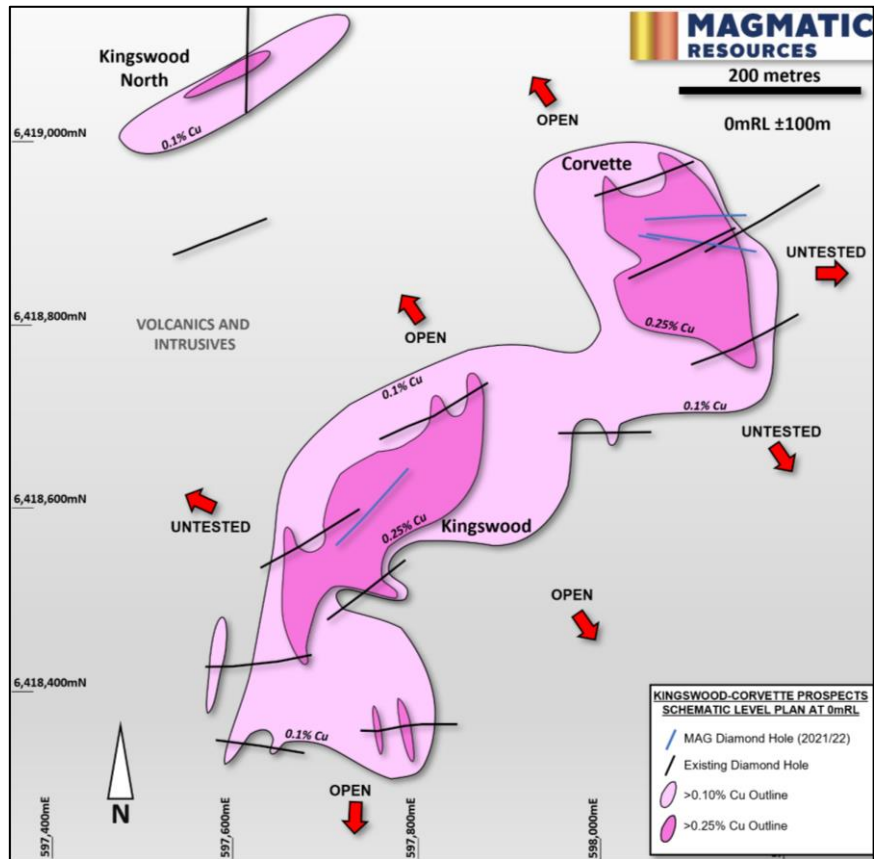 MAGMATIC
RESOURCES
200 metres
0mRL ±100m
Kingswood
North
0.1% Cu
6,419,000mN
OPEN
Corvette
UNTESTED
0.25% Cu
6,418,800mN
VOLCANICS AND
INTRUSIVES
OPEN
0.1% Cu
0.1% Cu
UNTESTED
6,418,600mN
UNTESTED
0.25% Cu
Kingswood
OPEN
6,418,400mN
0.1% Cu
OPEN
N
KINGSWOOD-CORVETTE PROSPECTS
SCHEMATIC LEVEL PLAN AT 0mRL
MAG Diamond Hole (2021/22)
Existing Diamond Hole
>0.10% Cu Outline
>0.25% Cu Outline
597,400mE
597,600mE
597,800mE
598,000mE